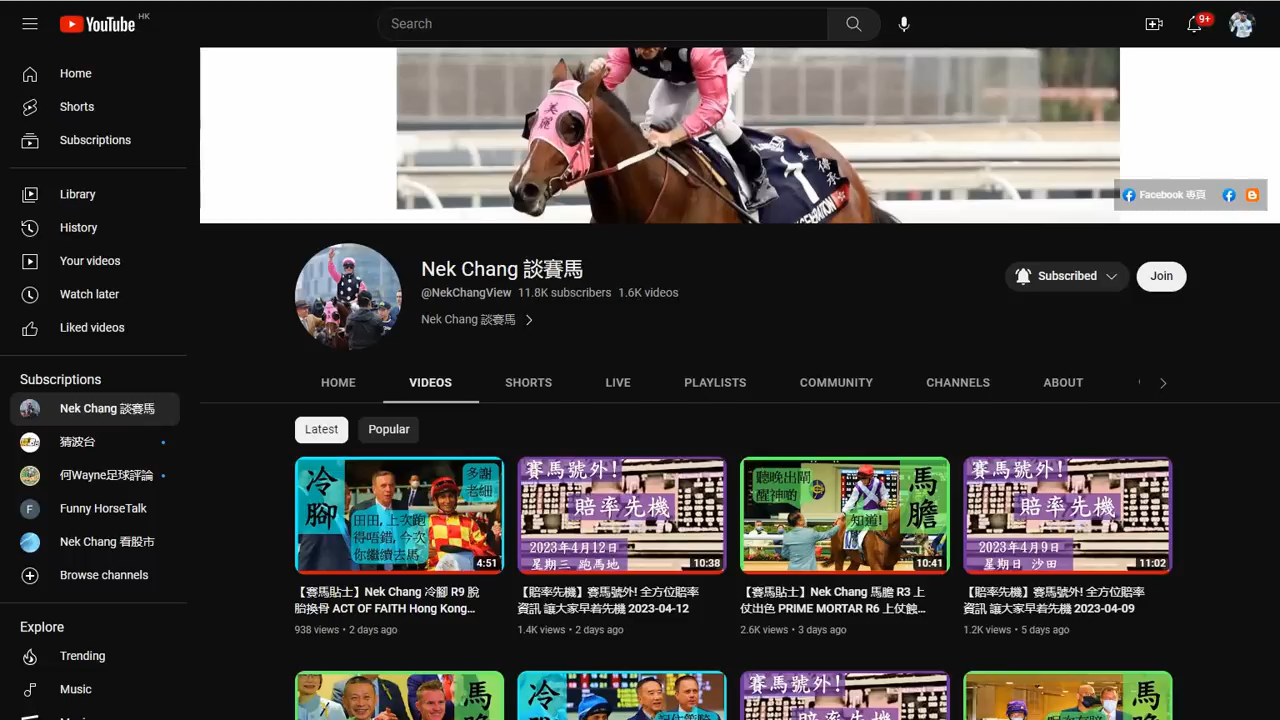 YouTube HK
Search
9+
Home
Shorts
Subscriptions
Library
History
Your videos
Watch later
Liked videos
Subscriptions
Nek Chang 談賽馬
猜波台
何Wayne足球評論
F Funny HorseTalk
Nek Chang 看股市
Browse channels
Explore
Trending
Music
美麗
1
傳承
Facebook 專頁
Nek Chang 談賽馬
@NekChangView 11.8K subscribers 1.6K videos
Nek Chang 談賽馬
Subscribed
Join
HOME VIDEOS SHORTS LIVE PLAYLISTS COMMUNITY CHANNELS ABOUT
Latest Popular
冷腳
多謝
老細
田田, 上次跑
得唔錯, 今次
你繼續去馬
4:51
【賽馬貼士】Nek Chang 冷腳 R9 脫
胎換骨 ACT OF FAITH Hong Kong...
938 views • 2 days ago
賽馬號外!
賠率先機
2023年4月12日
星期三 跑馬地
10:38
【賠率先機】賽馬號外! 全方位賠率
資訊 讓大家早若先機 2023-04-12
1.4K views • 2 days ago
聽晚出閘
醒神啲
知道!
馬膽
10:41
【賽馬貼士】Nek Chang 馬膽 R3 上
仗出色 PRIME MORTAR R6 上仗蝕...
2.6K views • 3 days ago
賽馬號外!
賠率先機
2023年4月9日
星期日 沙田
11:02
【賠率先機】賽馬號外! 全方位賠率
資訊 讓大家早若先機 2023-04-09
1.2K views • 5 days ago
馬
冷
賽馬號外!
馬